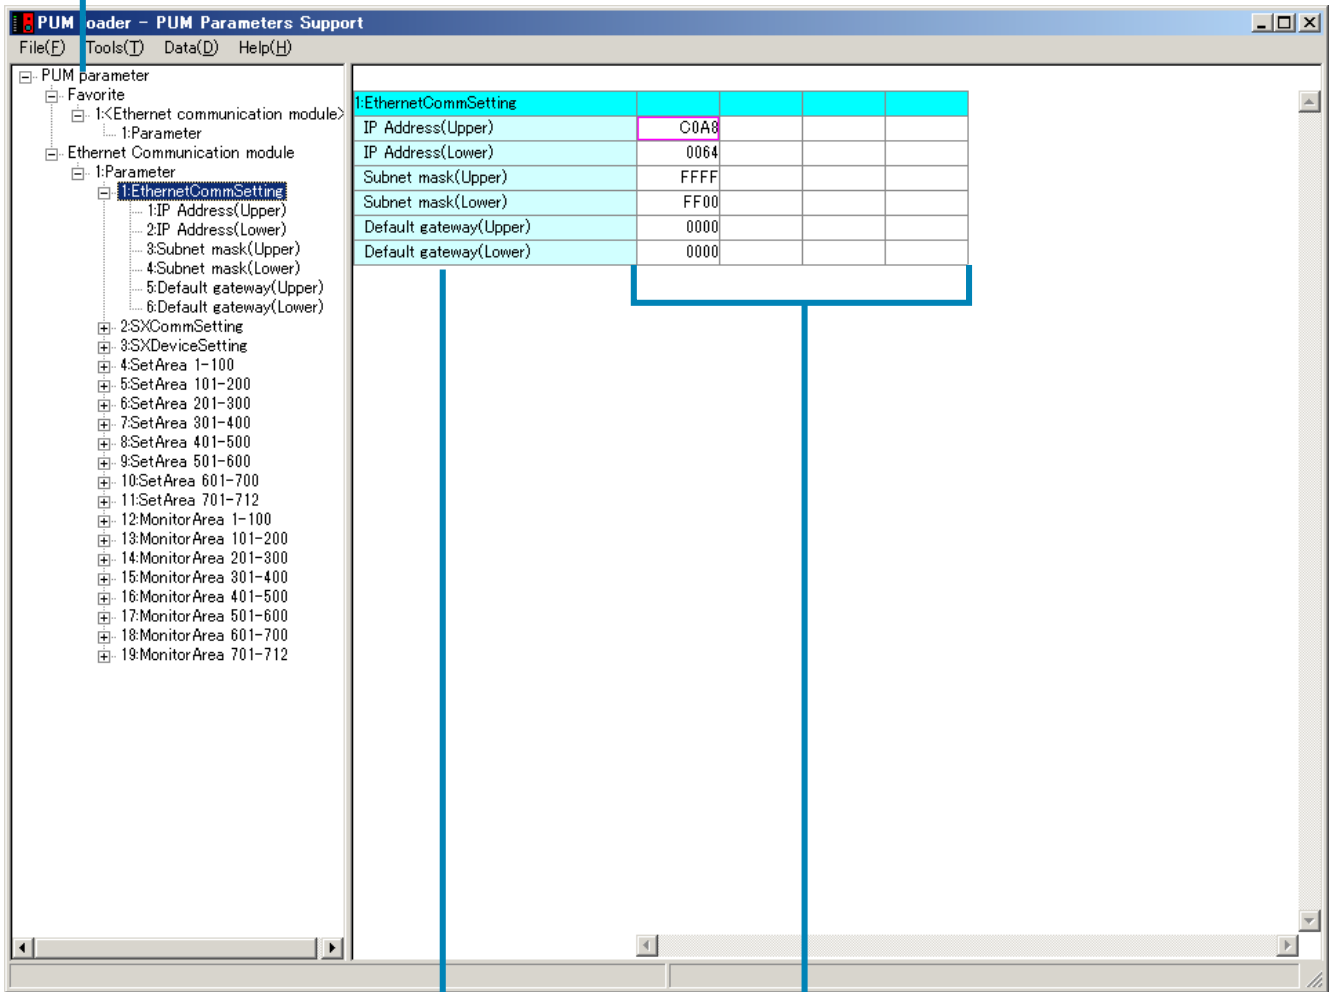 PUM loader - PUM Parameters Support
File(F) Tools(T) Data(D) Help(H)
PUM parameter
Favorite
1:<Ethernet communication module>
1:Parameter
Ethernet Communication module
1:Parameter
1:EthernetCommSetting
1:IP Address(Upper)
2:IP Address(Lower)
3:Subnet mask(Upper)
4:Subnet mask(Lower)
5:Default gateway(Upper)
6:Default gateway(Lower)
2:SXCommSetting
3:SXDeviceSetting
4:SetArea 1-100
5:SetArea 101-200
6:SetArea 201-300
7:SetArea 301-400
8:SetArea 401-500
9:SetArea 501-600
10:SetArea 601-700
11:SetArea 701-712
12:MonitorArea 1-100
13:MonitorArea 101-200
14:MonitorArea 201-300
15:MonitorArea 301-400
16:MonitorArea 401-500
17:MonitorArea 501-600
18:MonitorArea 601-700
19:MonitorArea 701-712
1:EthernetCommSetting
IP Address(Upper) C0A8
IP Address(Lower) 0064
Subnet mask(Upper) FFFF
Subnet mask(Lower) FF00
Default gateway(Upper) 0000
Default gateway(Lower) 0000